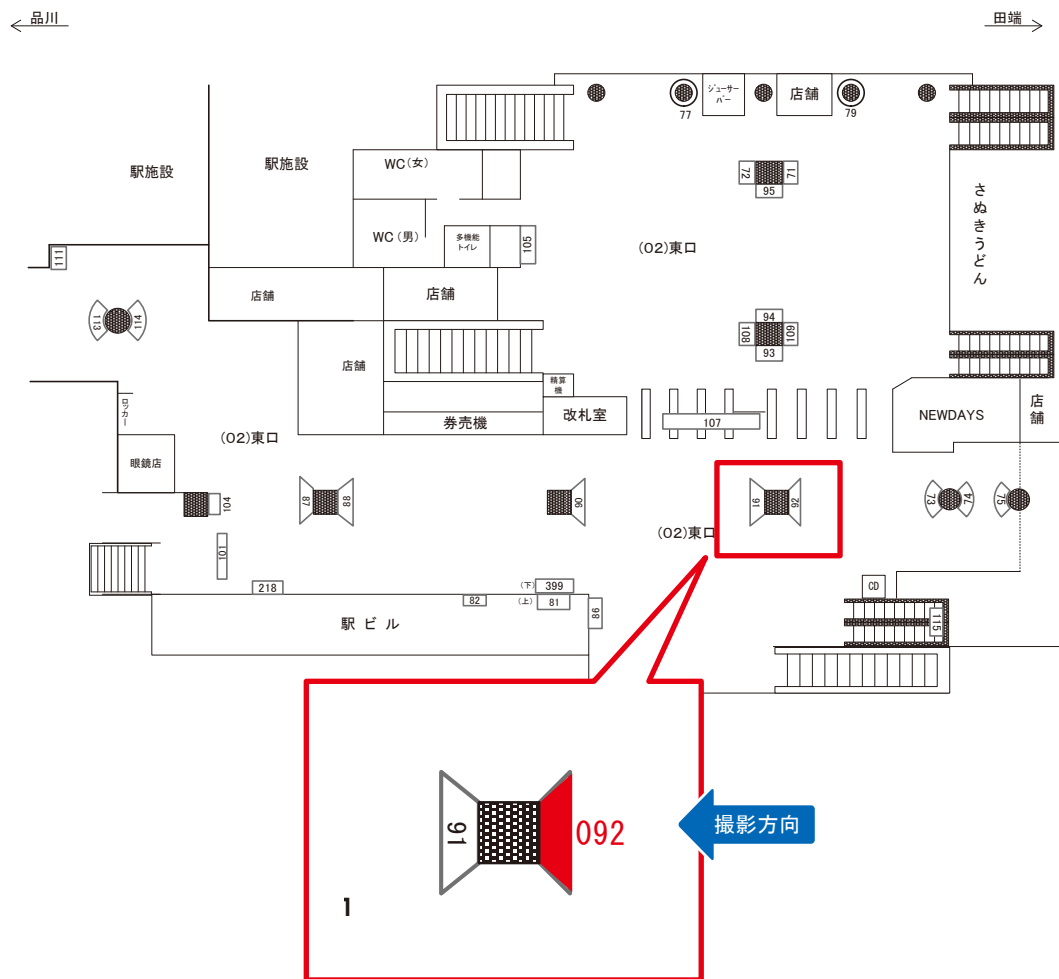 品川
田端
ジューサー
バー
店舗
77
79
駅施設
駅施設
WC(女)
72
71
95
さぬきうどん
WC(男)
多機能
トイレ
105
(02)東口
111
店舗
店舗
113
114
94
108
109
93
店舗
精算
機
ロッカー
券売機
改札室
107
NEWDAYS
店舗
(02)東口
眼鏡店
104
87
88
90
91
92
73
74
75
(02)東口
101
218
(下)
399
82
(上)
81
86
CD
115
駅ビル
91
092
撮影方向
1